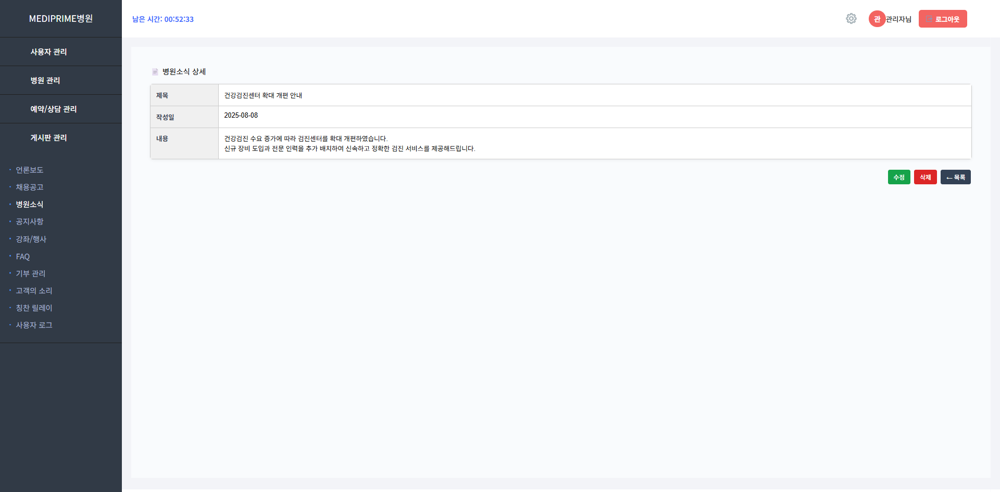 MEDIPRIME병원
사용자 관리
병원 관리
예약/상담 관리
게시판 관리
언론보도
채용공고
병원소식
공지사항
강좌/행사
FAQ
기부 관리
고객의 소리
칭찬 릴레이
사용자 로그
남은 시간: 00:52:33
관 관리자님 로그아웃
병원소식 상세
제목 건강검진센터 확대 개편 안내
작성일 2025-08-08
내용 건강검진 수요 증가에 따라 검진센터를 확대 개편하였습니다.
신규 장비 도입과 전문 인력을 추가 배치하여 신속하고 정확한 검진 서비스를 제공해드립니다.
수정 삭제 ← 목록